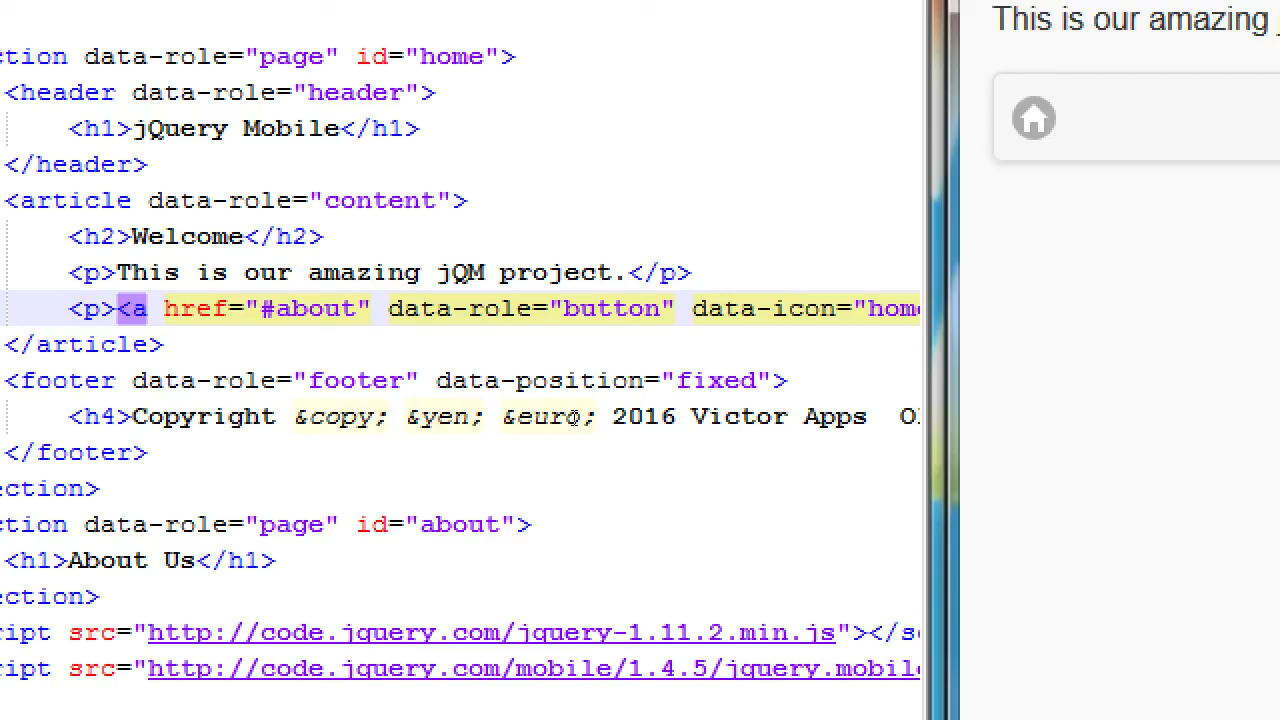 ction data-role="page" id="home">
<header data-role="header">
<h1>jQuery Mobile</h1>
</header>
<article data-role="content">
<h2>Welcome</h2>
<p>This is our amazing jQM project.</p>
<p><a href="#about" data-role="button" data-icon="home
</article>
<footer data-role="footer" data-position="fixed">
<h4>Copyright &copy; &yen; &euro; 2016 Victor Apps
</footer>
ection>
ction data-role="page" id="about">
<h1>About Us</h1>
ection>
ript src="http://code.jquery.com/jquery-1.11.2.min.js"></s
ript src="http://code.jquery.com/mobile/1.4.5/jquery.mobile
This is our amazing